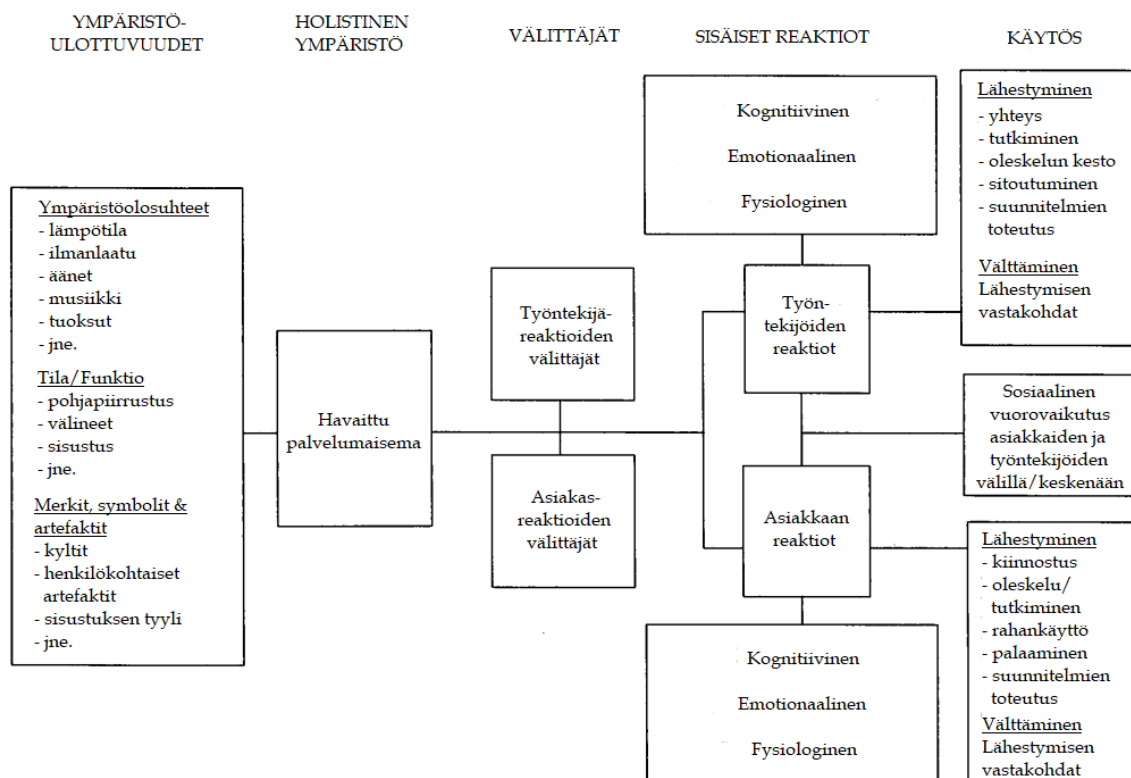 YMPÄRISTÖ-
ULOTTUVUUDET
HOLISTINEN
YMPÄRISTÖ
VÄLITTÄJÄT
SISÄISET REAKTIOT
KÄYTÖS
Ympäristöolosuhteet
- lämpötila
- ilmanlaatu
- äänet
- musiikki
- tuoksut
- jne.
Tila/Funktio
- pohjapiirrustus
- välineet
- sisustus
- jne.
Merkit, symbolit &
artefaktit
- kyltit
- henkilökohtaiset
artefaktit
- sisustuksen tyyli
- jne.
Havaittu
palvelumaisema
Työntekijä-
reaktioiden
välittäjät
Asiakas-
reaktioiden
välittäjät
Kognitiivinen
Emotionaalinen
Fysiologinen
Työn-
tekijöiden
reaktiot
Asiakkaan
reaktiot
Kognitiivinen
Emotionaalinen
Fysiologinen
Lähestyminen
- yhteys
- tutkiminen
- oleskelun kesto
- sitoutuminen
- suunnitelmien
toteutus
Välttäminen
Lähestymisen
vastakohdat
Sosiaalinen
vuorovaikutus
asiakkaiden ja
työntekijöiden
välillä/keskenään
Lähestyminen
- kiinnostus
- oleskelu/
tutkiminen
- rahankäyttö
- palaaminen
- suunnitelmien
toteutus
Välttäminen
Lähestymisen
vastakohdat